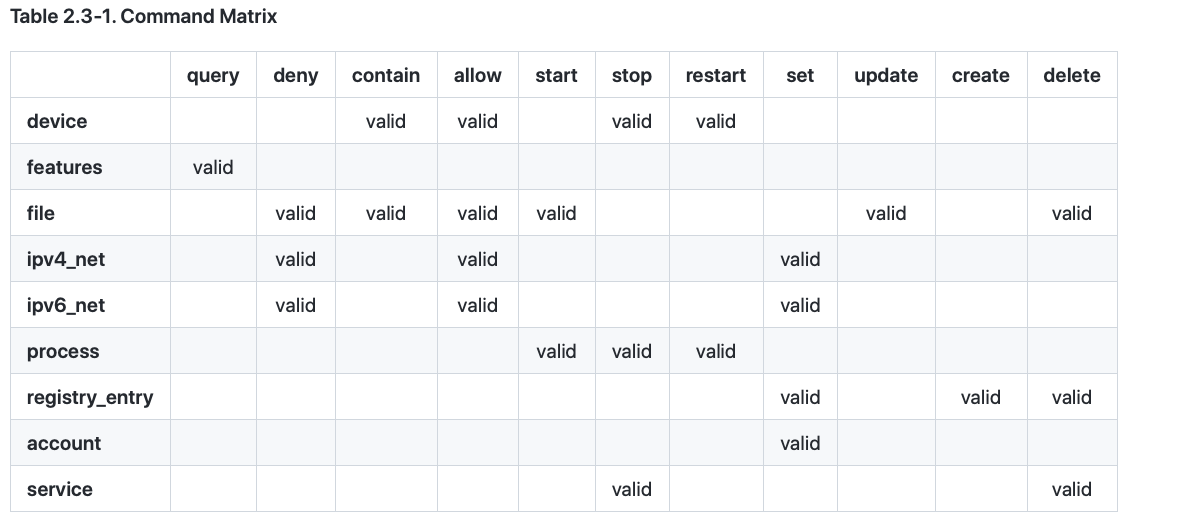 Table 2.3-1. Command Matrix
query deny contain allow start stop restart set update create delete
device valid valid valid valid
features valid
file valid valid valid valid valid valid
ipv4_net valid valid valid
ipv6_net valid valid valid
process valid valid valid
registry_entry valid valid valid
account valid
service valid valid